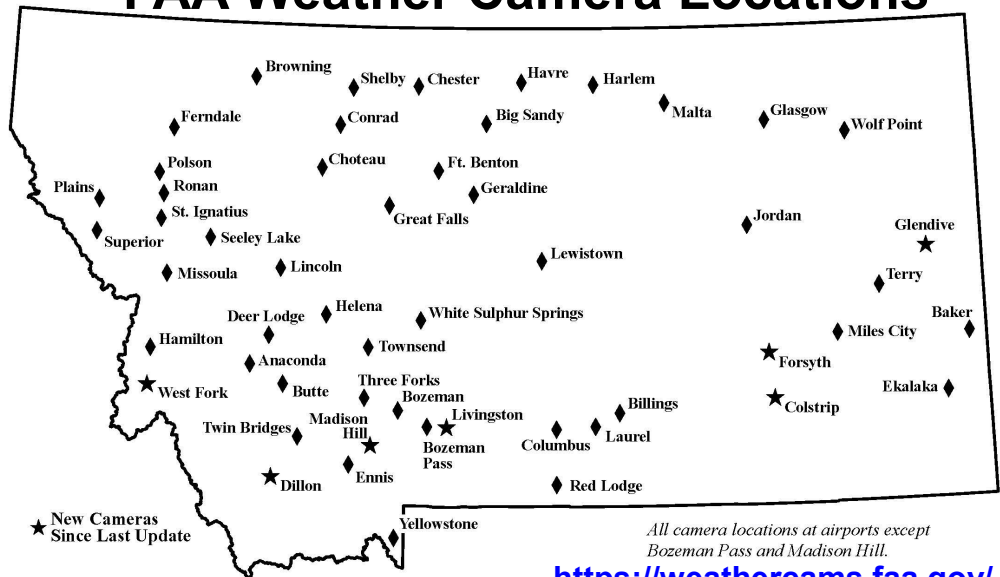 FAA Weather Camera Locations
Browning
Shelby
Chester
Havre
Harlem
Malta
Glasgow
Wolf Point
Ferndale
Conrad
Big Sandy
Polson
Choteau
Ft. Benton
Plains
Ronan
Geraldine
St. Ignatius
Great Falls
Jordan
Glendive
Superior
Seeley Lake
Lewistown
Missoula
Lincoln
Terry
Helena
White Sulphur Springs
Baker
Deer Lodge
Hamilton
Townsend
Miles City
Anaconda
Forsyth
West Fork
Butte
Three Forks
Ekalaka
Bozeman
Billings
Colstrip
Livingston
Madison
Hill
Twin Bridges
Bozeman
Pass
Columbus
Laurel
Ennis
Dillon
Red Lodge
Yellowstone
New Cameras
Since Last Update
All camera locations at airports except
Bozeman Pass and Madison Hill.
https://weathercams.faa.gov/